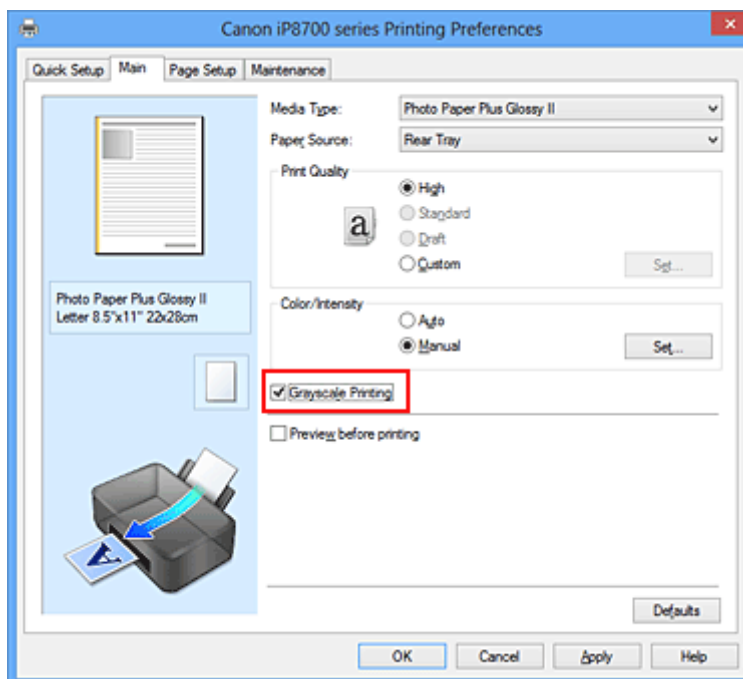 Canon iP8700 series Printing Preferences
Quick Setup Main Page Setup Maintenance
Photo Paper Plus Glossy II
Letter 8.5"x11" 22x28cm
Media Type: Photo Paper Plus Glossy II
Paper Source: Rear Tray
Print Quality
a
High
Standard
Draft
Custom Set...
Color/Intensity
Auto
Manual Set...
Grayscale Printing
Preview before printing
A
Defaults
OK Cancel Apply Help